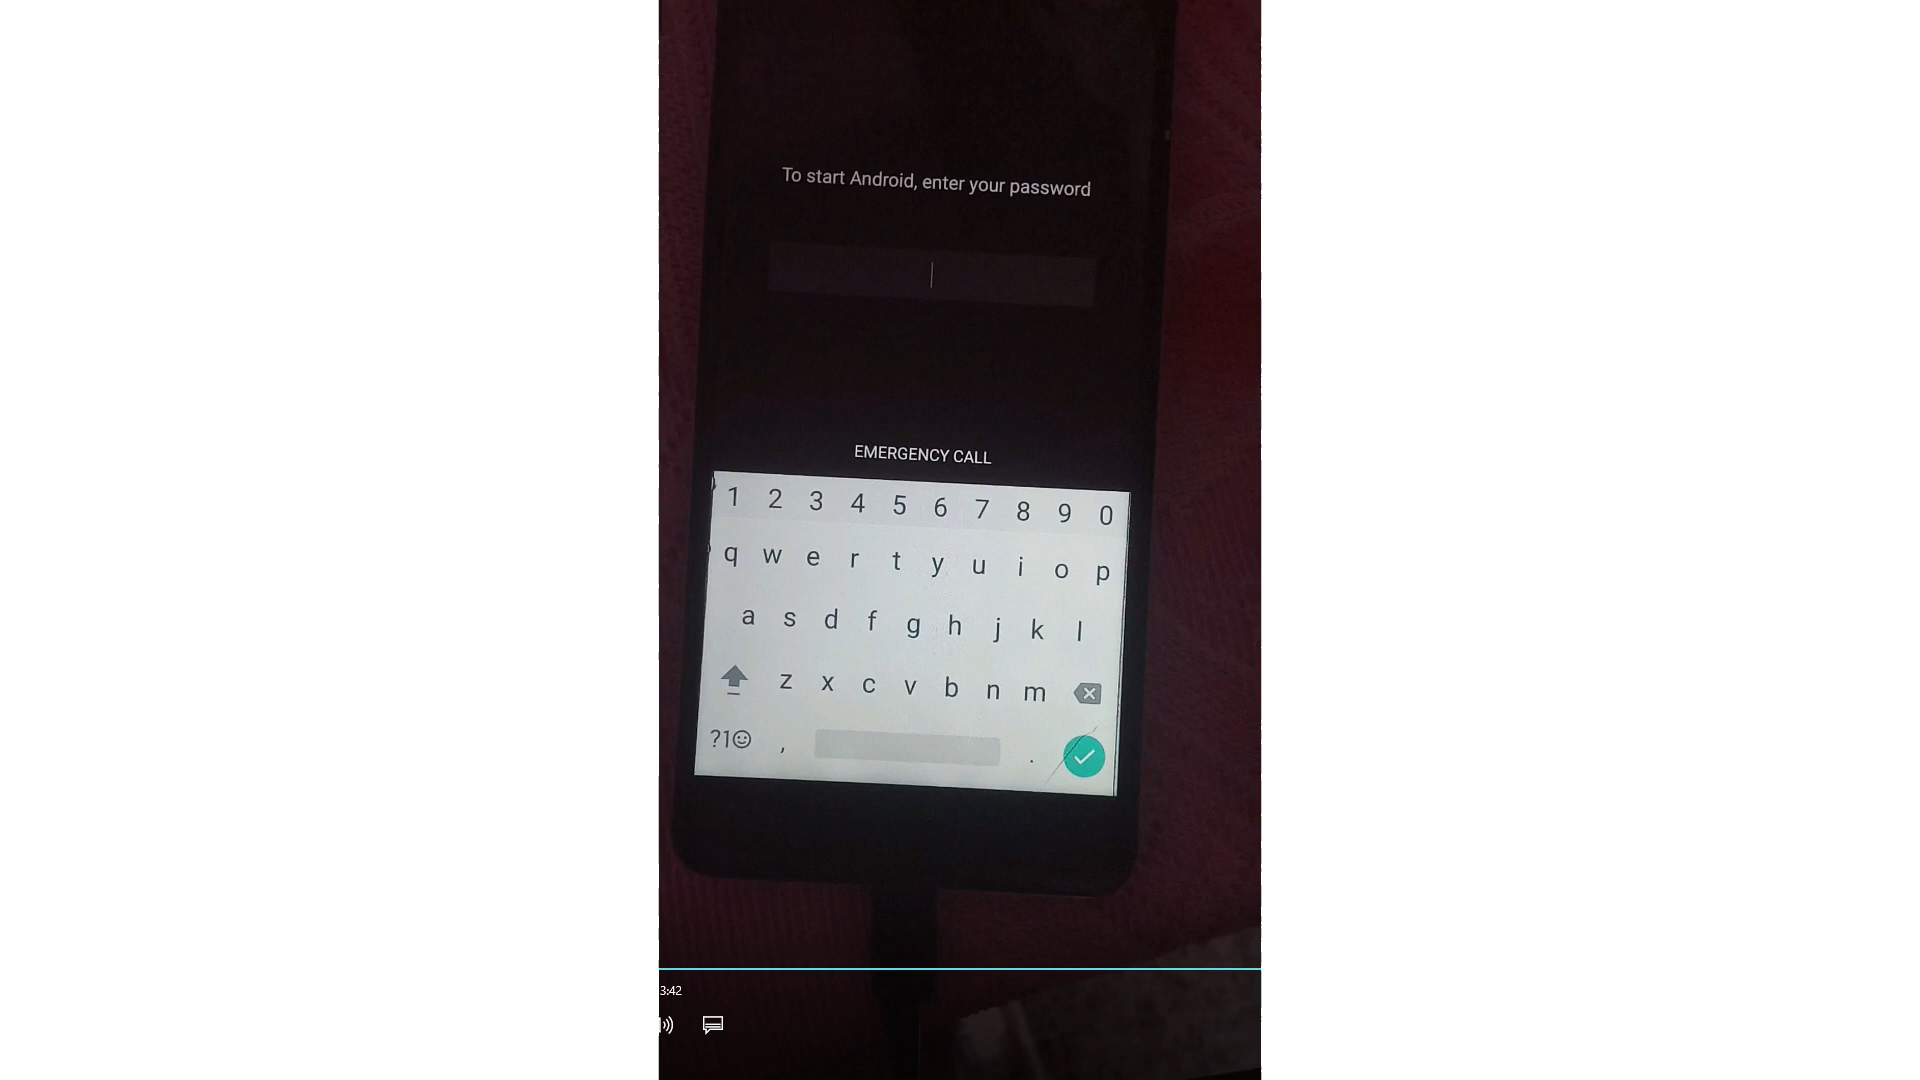 To start Android, enter your password
EMERGENCY CALL
1 2 3 4 5 6 7 8 9 0
q w e r t y u i o p
a s d f g h j k l
z x c v b n m
?1☺ , .
3:42